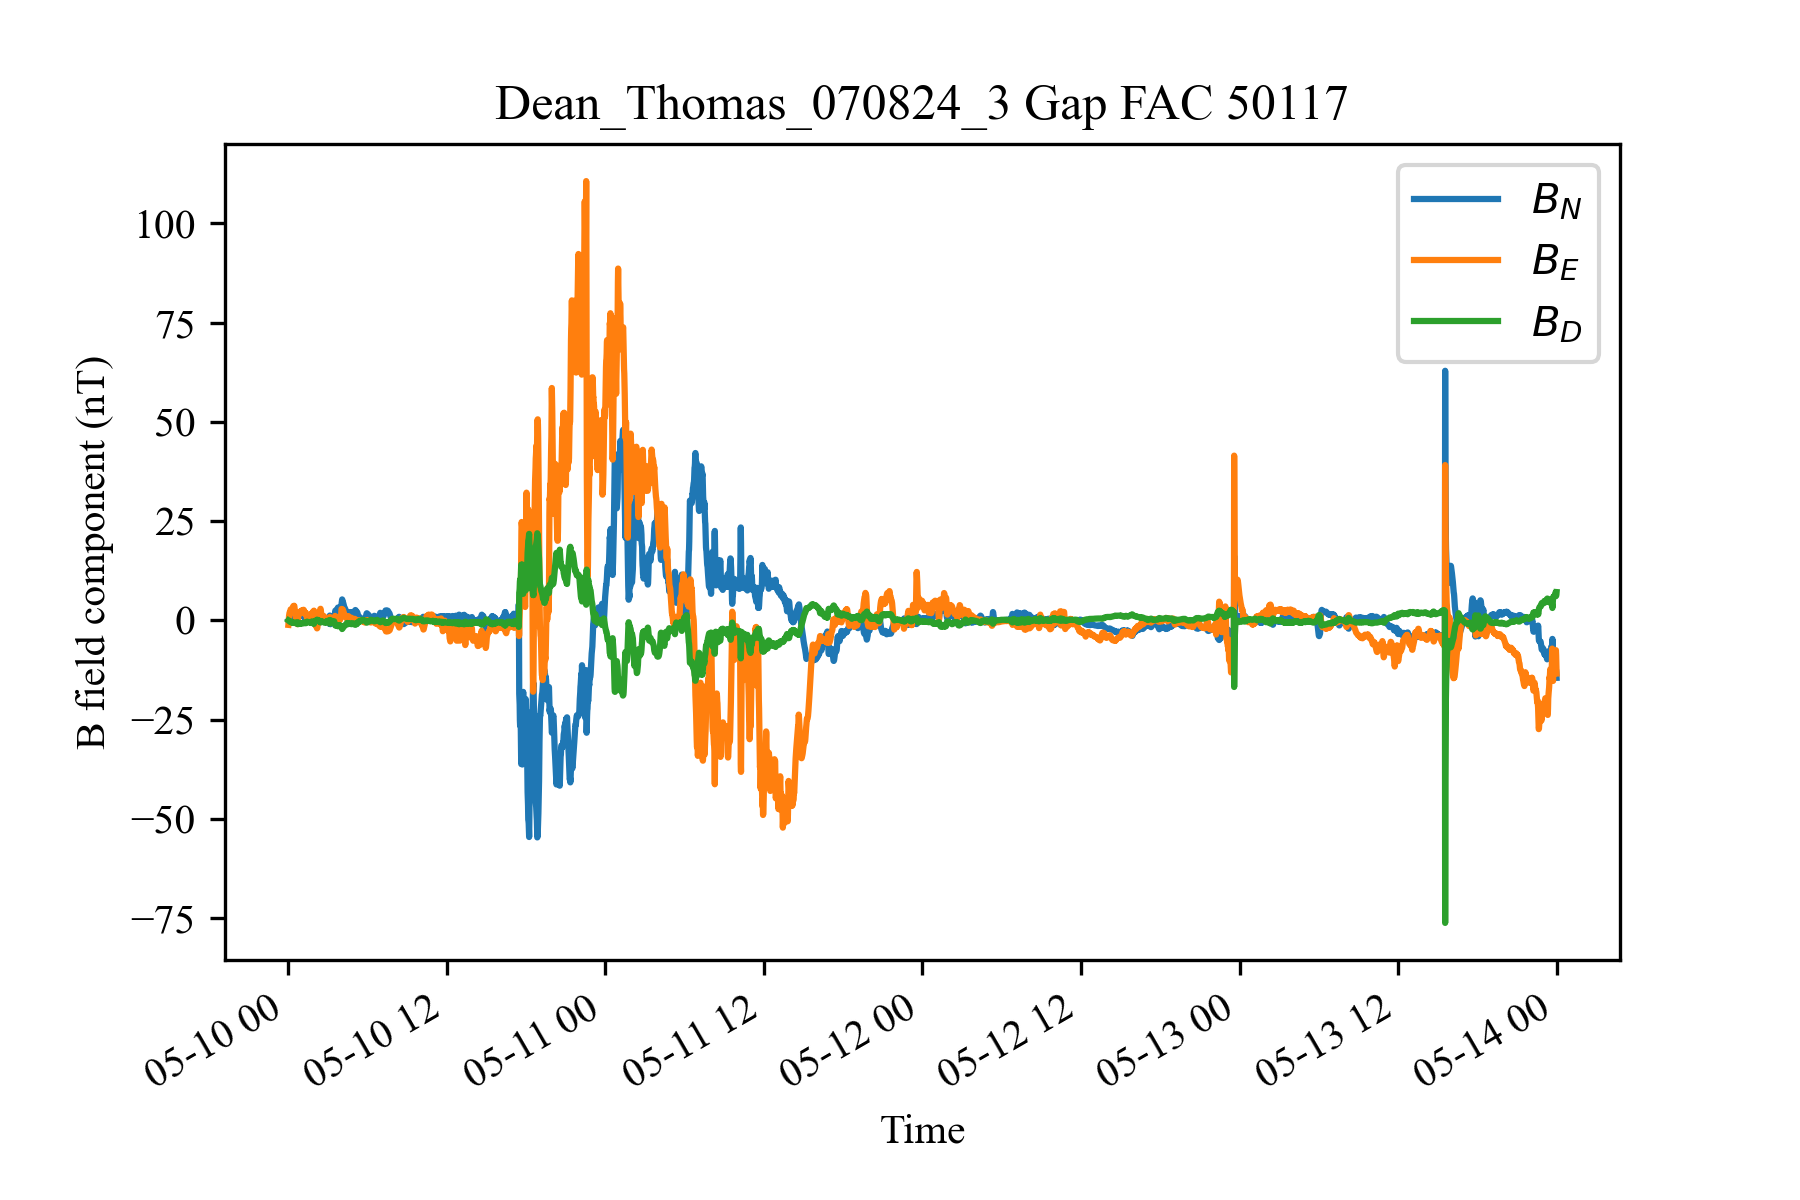 Dean_Thomas_070824_3 Gap FAC 50117
B_N
B_E
B_D
B field component (nT)
100
75
50
25
0
−25
−50
−75
05-10 00
05-10 12
05-11 00
05-11 12
05-12 00
05-12 12
05-13 00
05-13 12
05-14 00
Time